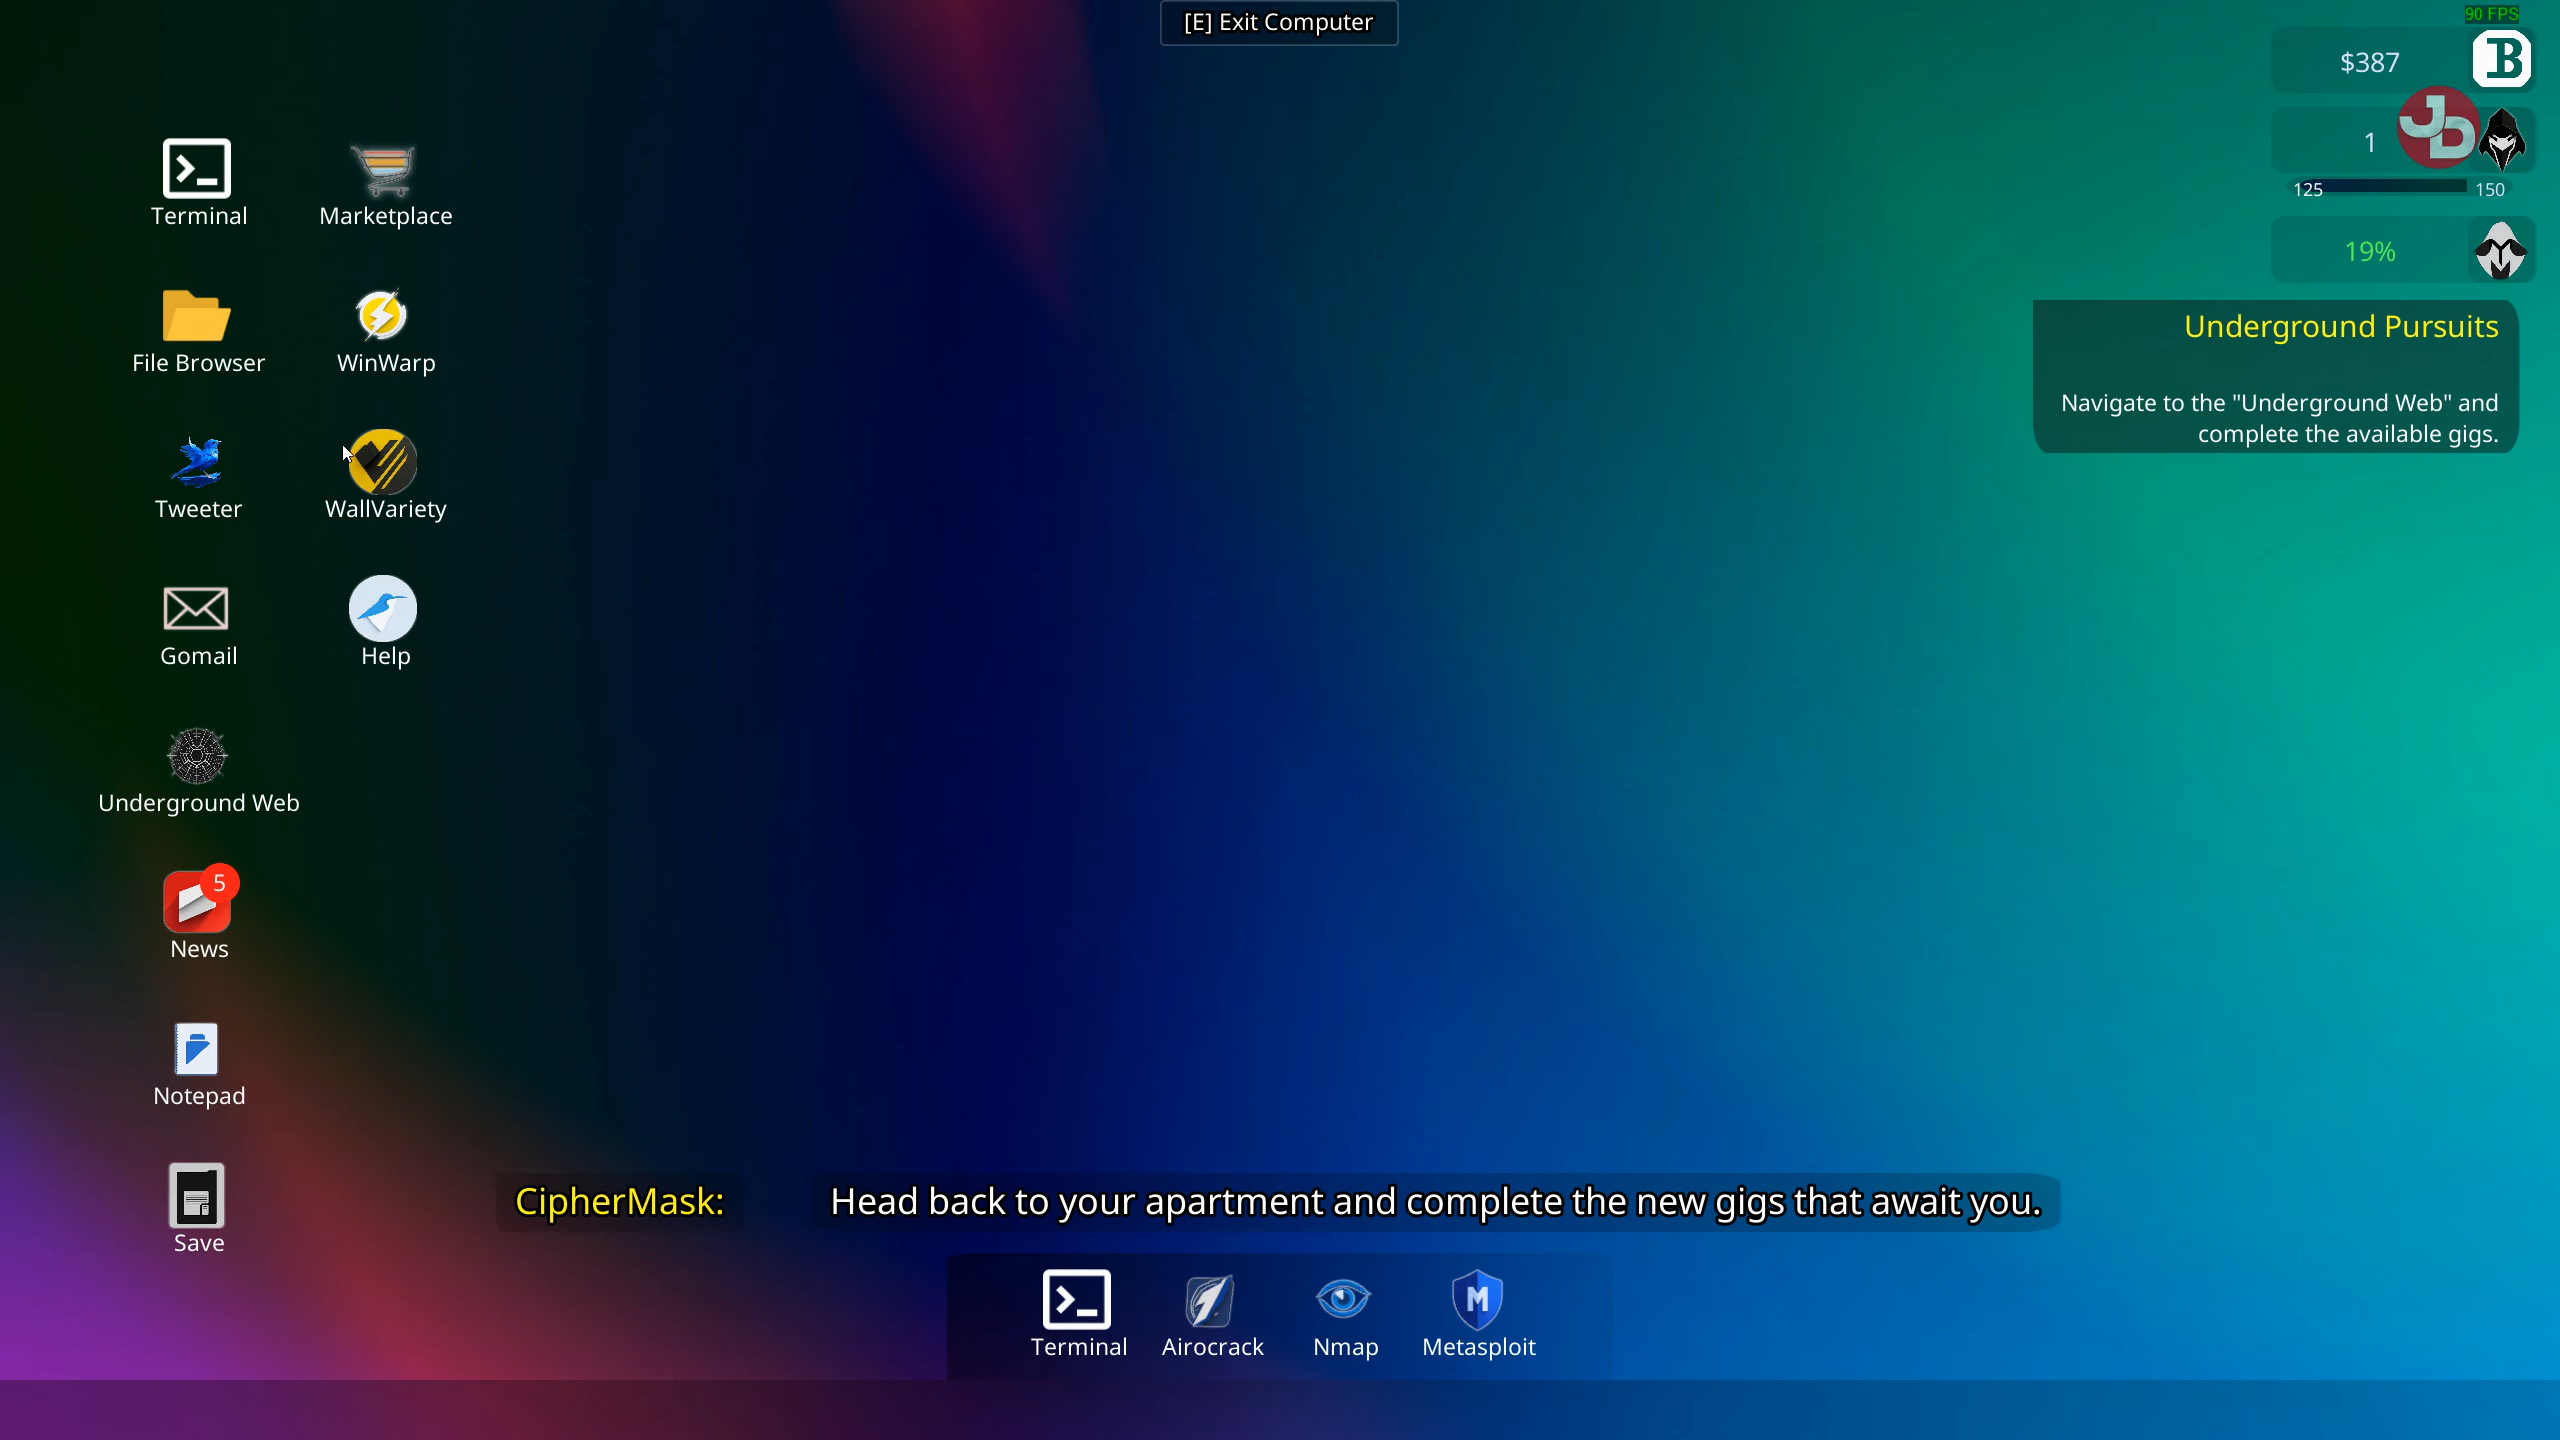 [E] Exit Computer
90 FPS
$387
B
1
JD
125
150
19%
Underground Pursuits
Navigate to the "Underground Web" and
complete the available gigs.
Terminal
Marketplace
File Browser
WinWarp
Tweeter
WallVariety
Gomail
Help
Underground Web
5
News
Notepad
Save
CipherMask:
Head back to your apartment and complete the new gigs that await you.
M
Terminal
Airocrack
Nmap
Metasploit